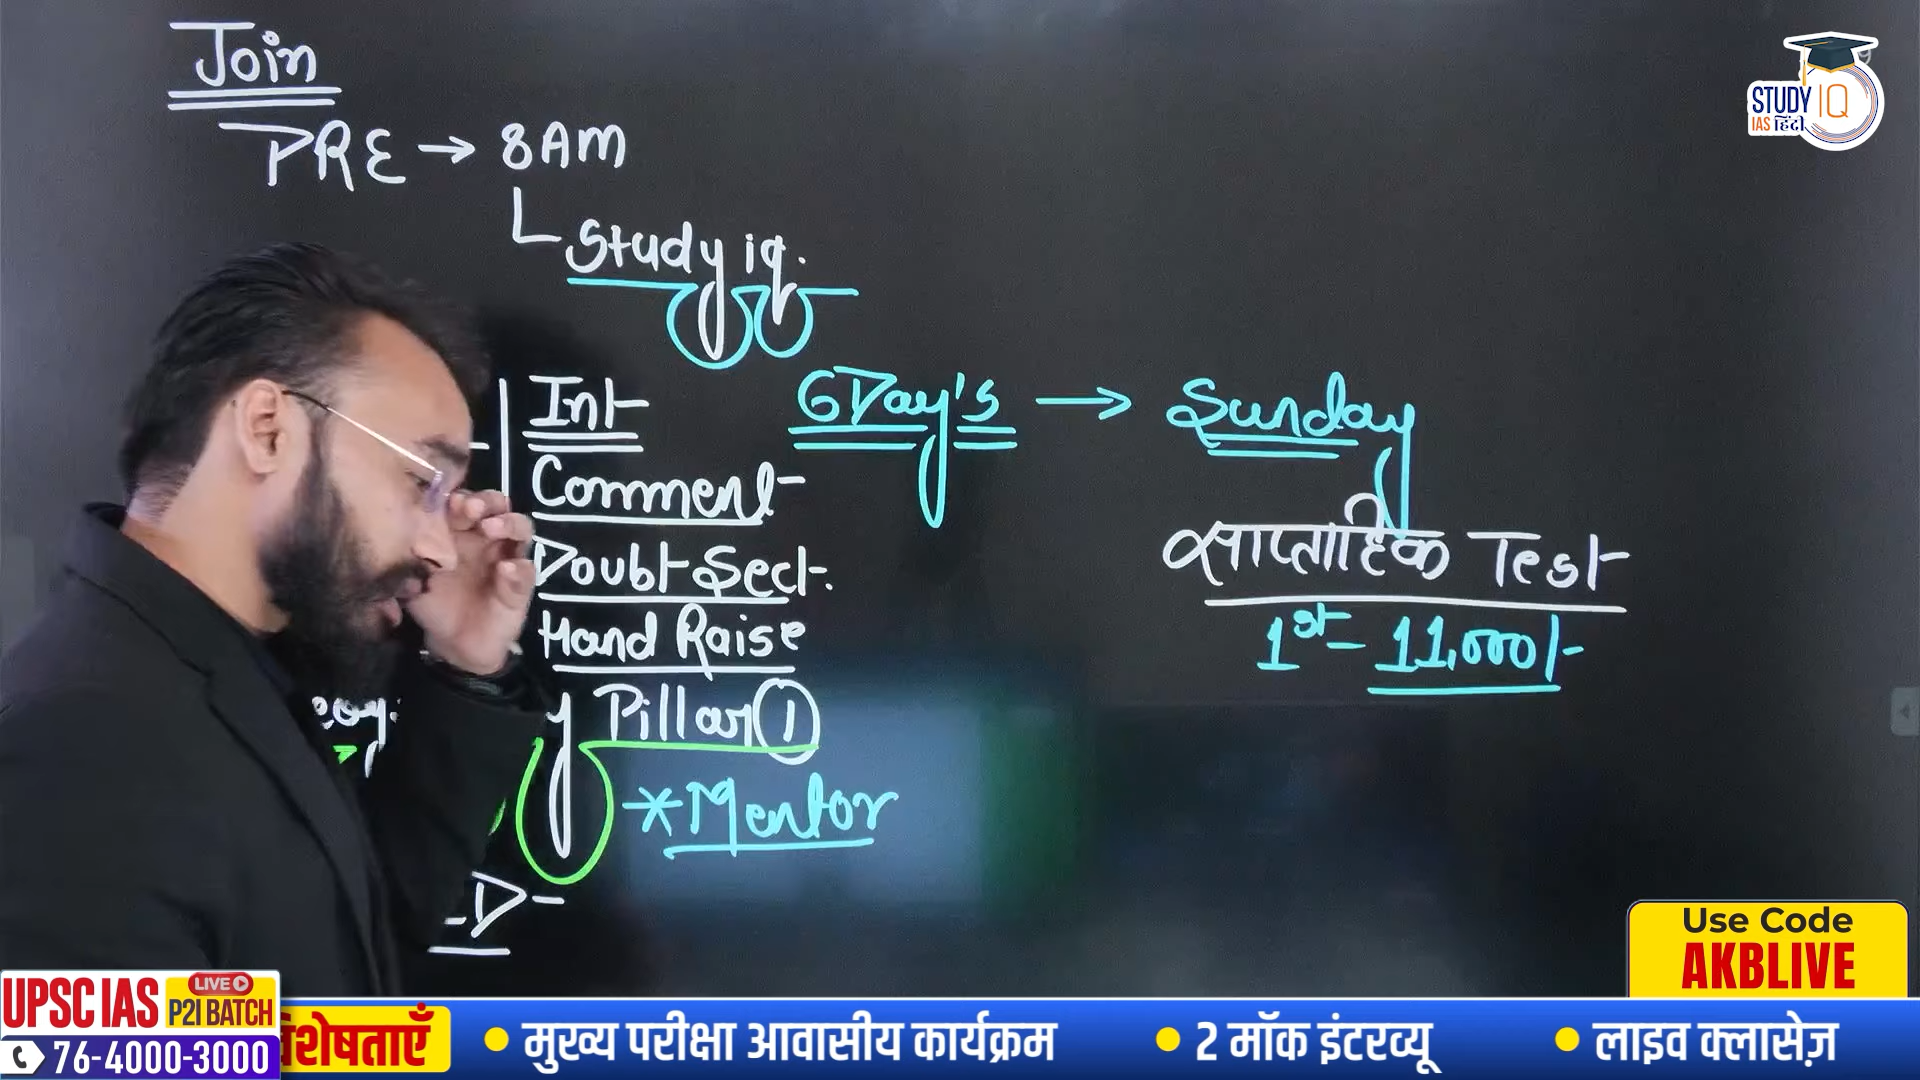 Join
PRE → 8AM
Study iq.
Int
Comment
Doubt Sect.
Hand Raise
Pillar 1
*Mentor
D
6Day's → Sunday
साप्ताहिक Test
1st - 11,000/-
STUDY IQ
IAS हिंदी
Use Code
AKBLIVE
UPSC IAS LIVE P2I BATCH
76-4000-3000
• मुख्य परीक्षा आवासीय कार्यक्रम • 2 मॉक इंटरव्यू • लाइव क्लासेज़